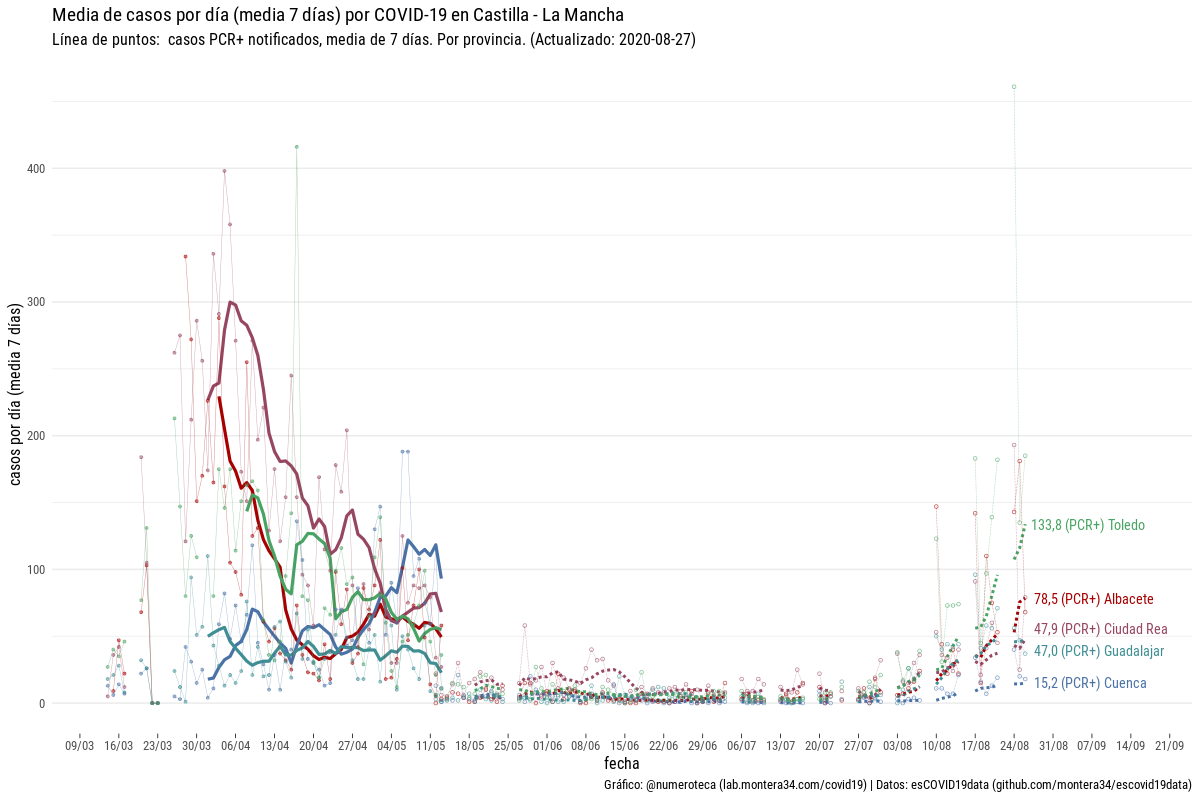 Media de casos por día (media 7 días) por COVID-19 en Castilla - La Mancha
Línea de puntos:  casos PCR+ notificados, media de 7 días. Por provincia. (Actualizado: 2020-08-27)
casos por día (media 7 días)
400
300
200
100
0
133,8 (PCR+) Toledo
78,5 (PCR+) Albacete
47,9 (PCR+) Ciudad Rea
47,0 (PCR+) Guadalajar
15,2 (PCR+) Cuenca
09/03 16/03 23/03 30/03 06/04 13/04 20/04 27/04 04/05 11/05 18/05 25/05 01/06 08/06 15/06 22/06 29/06 06/07 13/07 20/07 27/07 03/08 10/08 17/08 24/08 31/08 07/09 14/09 21/09
fecha
Gráfico: @numeroteca (lab.montera34.com/covid19) | Datos: esCOVID19data (github.com/montera34/escovid19data)